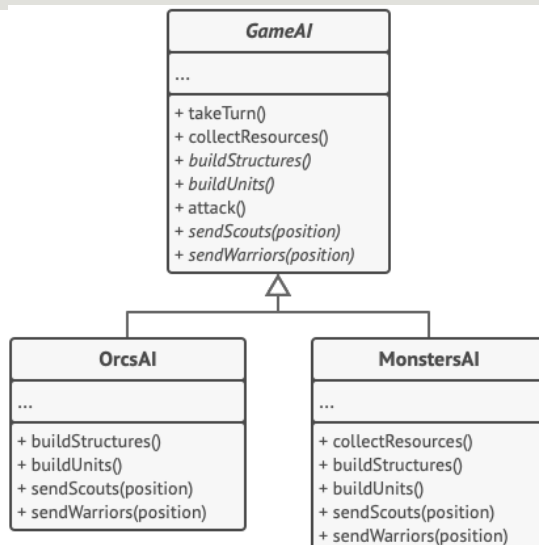 GameAI
...
+ takeTurn()
+ collectResources()
+ buildStructures()
+ buildUnits()
+ attack()
+ sendScouts(position)
+ sendWarriors(position)
OrcsAI
...
+ buildStructures()
+ buildUnits()
+ sendScouts(position)
+ sendWarriors(position)
MonstersAI
...
+ collectResources()
+ buildStructures()
+ buildUnits()
+ sendScouts(position)
+ sendWarriors(position)